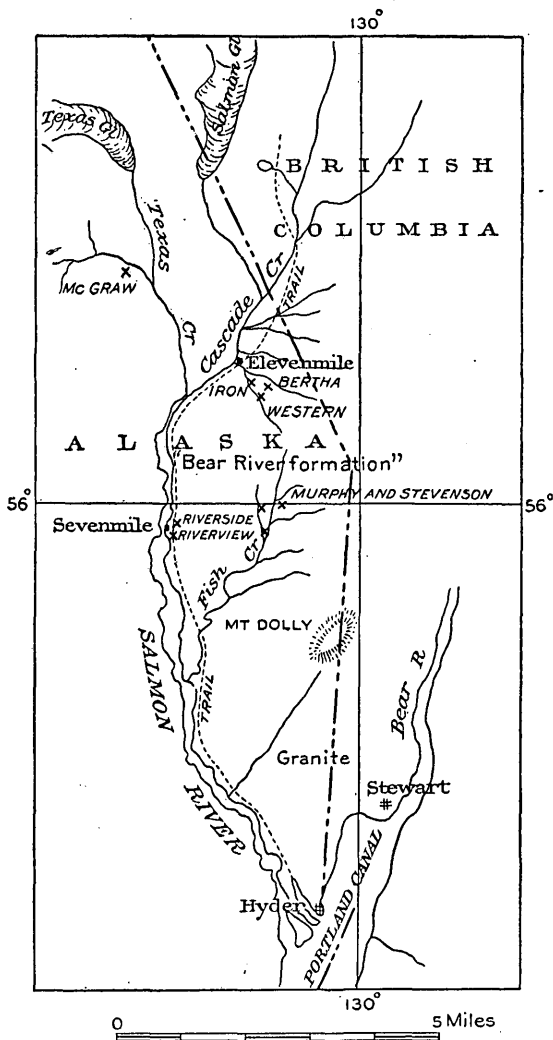 130°
Salmon Gl
Texas Gl
BRITISH
COLUMBIA
Texas
Cr
MC GRAW
Cascade
Cr
TRAIL
Elevenmile
IRON
BERTHA
WESTERN
ALASKA
Bear River formation"
56°
56°
MURPHY AND STEVENSON
Sevenmile
RIVERSIDE
RIVERVIEW
Fish
Cr
MT DOLLY
SALMON
RIVER
TRAIL
Bear R
Granite
Stewart
Hyder
PORTLAND CANAL
130°
0
5 Miles